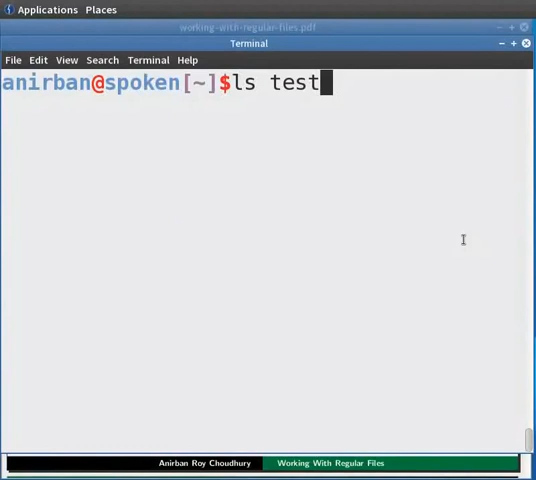 Applications Places
working-with-regular-files.pdf
Terminal
File Edit View Search Terminal Help
anirban@spoken[~]$ls test
Anirban Roy Choudhury Working With Regular Files